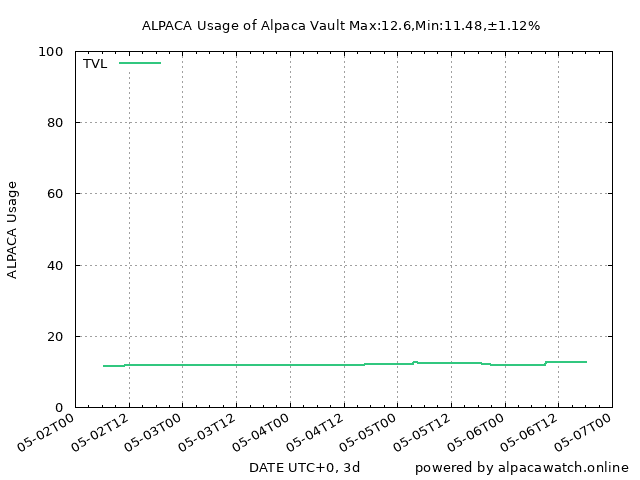 ALPACA Usage of Alpaca Vault Max:12.6,Min:11.48,±1.12%
TVL
ALPACA Usage
100
80
60
40
20
0
05-02T00
05-02T12
05-03T00
05-03T12
05-04T00
05-04T12
05-05T00
05-05T12
05-06T00
05-06T12
05-07T00
DATE UTC+0, 3d
powered by alpacawatch.online